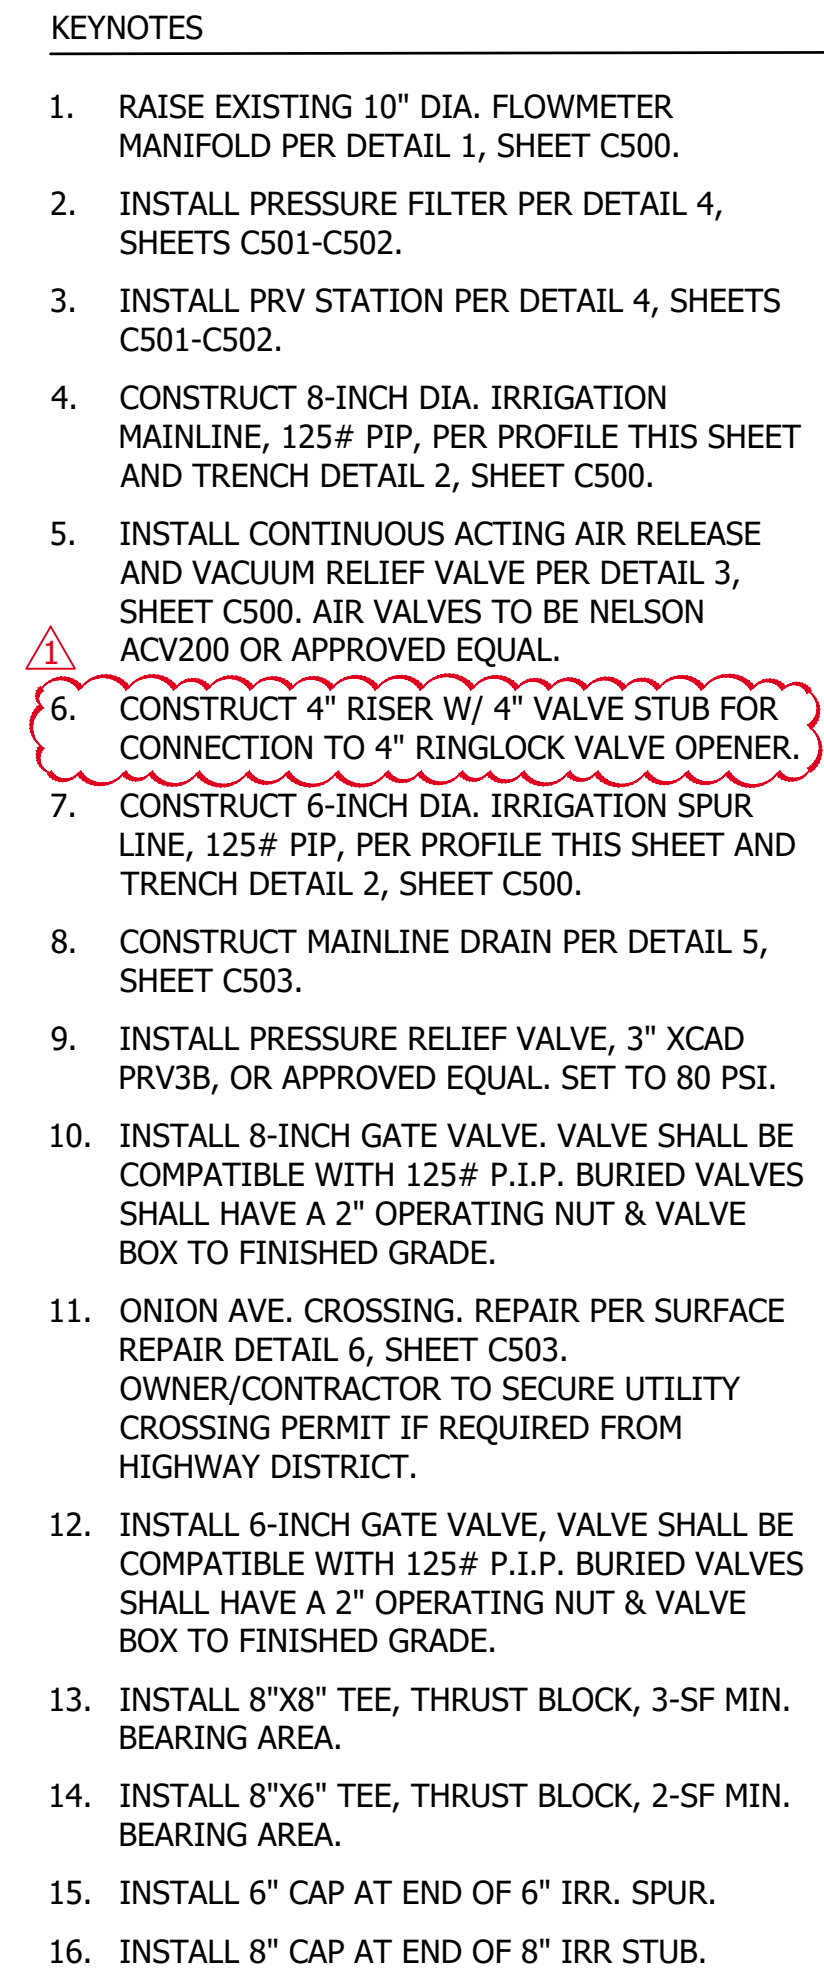 KEYNOTES
1. RAISE EXISTING 10" DIA. FLOWMETER
MANIFOLD PER DETAIL 1, SHEET C500.
2. INSTALL PRESSURE FILTER PER DETAIL 4,
SHEETS C501-C502.
3. INSTALL PRV STATION PER DETAIL 4, SHEETS
C501-C502.
4. CONSTRUCT 8-INCH DIA. IRRIGATION
MAINLINE, 125# PIP, PER PROFILE THIS SHEET
AND TRENCH DETAIL 2, SHEET C500.
5. INSTALL CONTINUOUS ACTING AIR RELEASE
AND VACUUM RELIEF VALVE PER DETAIL 3,
SHEET C500. AIR VALVES TO BE NELSON
ACV200 OR APPROVED EQUAL.
1
6. CONSTRUCT 4" RISER W/ 4" VALVE STUB FOR
CONNECTION TO 4" RINGLOCK VALVE OPENER.
7. CONSTRUCT 6-INCH DIA. IRRIGATION SPUR
LINE, 125# PIP, PER PROFILE THIS SHEET AND
TRENCH DETAIL 2, SHEET C500.
8. CONSTRUCT MAINLINE DRAIN PER DETAIL 5,
SHEET C503.
9. INSTALL PRESSURE RELIEF VALVE, 3" XCAD
PRV3B, OR APPROVED EQUAL. SET TO 80 PSI.
10. INSTALL 8-INCH GATE VALVE. VALVE SHALL BE
COMPATIBLE WITH 125# P.I.P. BURIED VALVES
SHALL HAVE A 2" OPERATING NUT & VALVE
BOX TO FINISHED GRADE.
11. ONION AVE. CROSSING. REPAIR PER SURFACE
REPAIR DETAIL 6, SHEET C503.
OWNER/CONTRACTOR TO SECURE UTILITY
CROSSING PERMIT IF REQUIRED FROM
HIGHWAY DISTRICT.
12. INSTALL 6-INCH GATE VALVE, VALVE SHALL BE
COMPATIBLE WITH 125# P.I.P. BURIED VALVES
SHALL HAVE A 2" OPERATING NUT & VALVE
BOX TO FINISHED GRADE.
13. INSTALL 8"X8" TEE, THRUST BLOCK, 3-SF MIN.
BEARING AREA.
14. INSTALL 8"X6" TEE, THRUST BLOCK, 2-SF MIN.
BEARING AREA.
15. INSTALL 6" CAP AT END OF 6" IRR. SPUR.
16. INSTALL 8" CAP AT END OF 8" IRR STUB.